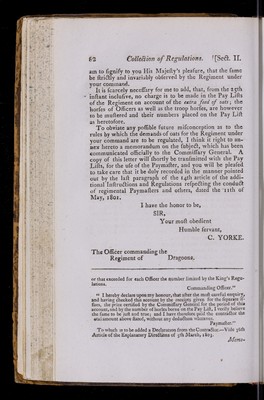 62 Collection of Regulations. [Sect. II.
am to signify to you His Majesty's pleasure, that the same
be strictly and invariably observed by the Regiment under
your command.
It is scarcely necessary for me to add, that, from the 25th
instant inclusive, no charge is to be made in the Pay Lists
of the Regiment on account of the extra feed of oats; the
horses of Officers as well as the troop horses, are however
to be mustered and their numbers placed on the Pay List
as heretofore.
To obviate any possible future misconception as to the
rules by which the demands of oats for the Regiment under
your command are to be regulated, I think it right to an-
nex hereto a memorandum on the subject, which has been
communicated officially to the Commissary General. A
copy of this letter will shortly be transmitted with the Pay
Lists, for the use of the Paymaster, and you will be pleased
to take care that it be duly recorded in the manner pointed
out by the last paragraph of the 14th article of the addi-
tional Instructions and Regulations respecting the conduct
of regimental Paymasters and others, dated the 11th of
May, 1801.
I have the honor to be,
SIR,
Your most obedient
Humble servant,
C. YORKE.
The Officer commanding the
Regiment of Dragoons.
or that exceeded for each Officer the number limited by the King's Regu-
lations.
Commanding Officer."
" I hereby declare upon my honour, that after the most careful enquiry,
and having checked this account by the receipts given for the separate is-
sues, the price certified by the Commissary General for the period of this
account, and by the number of horses borne on the Pay List, I verily believe
the same to be just and true; and I have therefore paid the contractor the
total amount above stated, without any deductions whatever.
Paymaster."
To which is to be added a Declaration from the Contractor.—Vide 36th
Article of the Explanatory Directions of 5th March, 1803.
Memo-